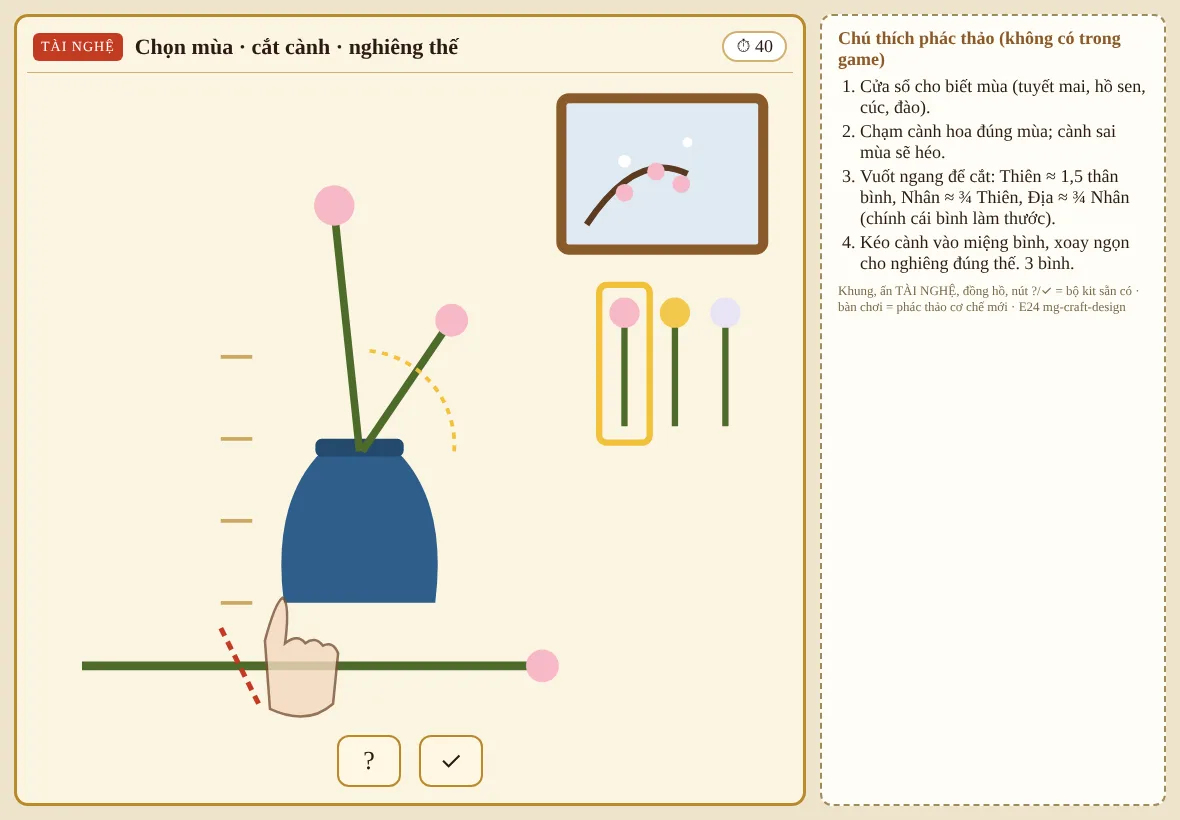 TÀI NGHỆ Chọn mùa · cắt cành · nghiêng thế ⏱ 40
? ✓
Chú thích phác thảo (không có trong
game)
1. Cửa sổ cho biết mùa (tuyết mai, hồ sen,
cúc, đào).
2. Chạm cành hoa đúng mùa; cành sai
mùa sẽ héo.
3. Vuốt ngang để cắt: Thiên ≈ 1,5 thân
bình, Nhân ≈ ¾ Thiên, Địa ≈ ¾ Nhân
(chính cái bình làm thước).
4. Kéo cành vào miệng bình, xoay ngọn
cho nghiêng đúng thế. 3 bình.
Khung, ấn TÀI NGHỆ, đồng hồ, nút ?/✓ = bộ kit sẵn có ·
bàn chơi = phác thảo cơ chế mới · E24 mg-craft-design